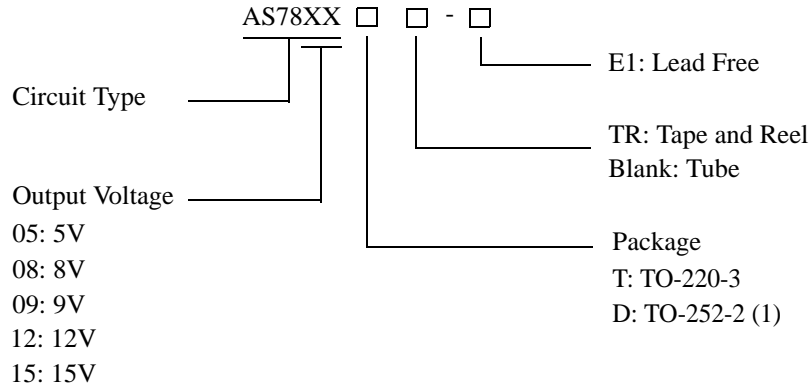 AS78XX □ □ - □
E1: Lead Free
Circuit Type
TR: Tape and Reel
Blank: Tube
Output Voltage
05: 5V
08: 8V
09: 9V
12: 12V
15: 15V
Package
T: TO-220-3
D: TO-252-2 (1)